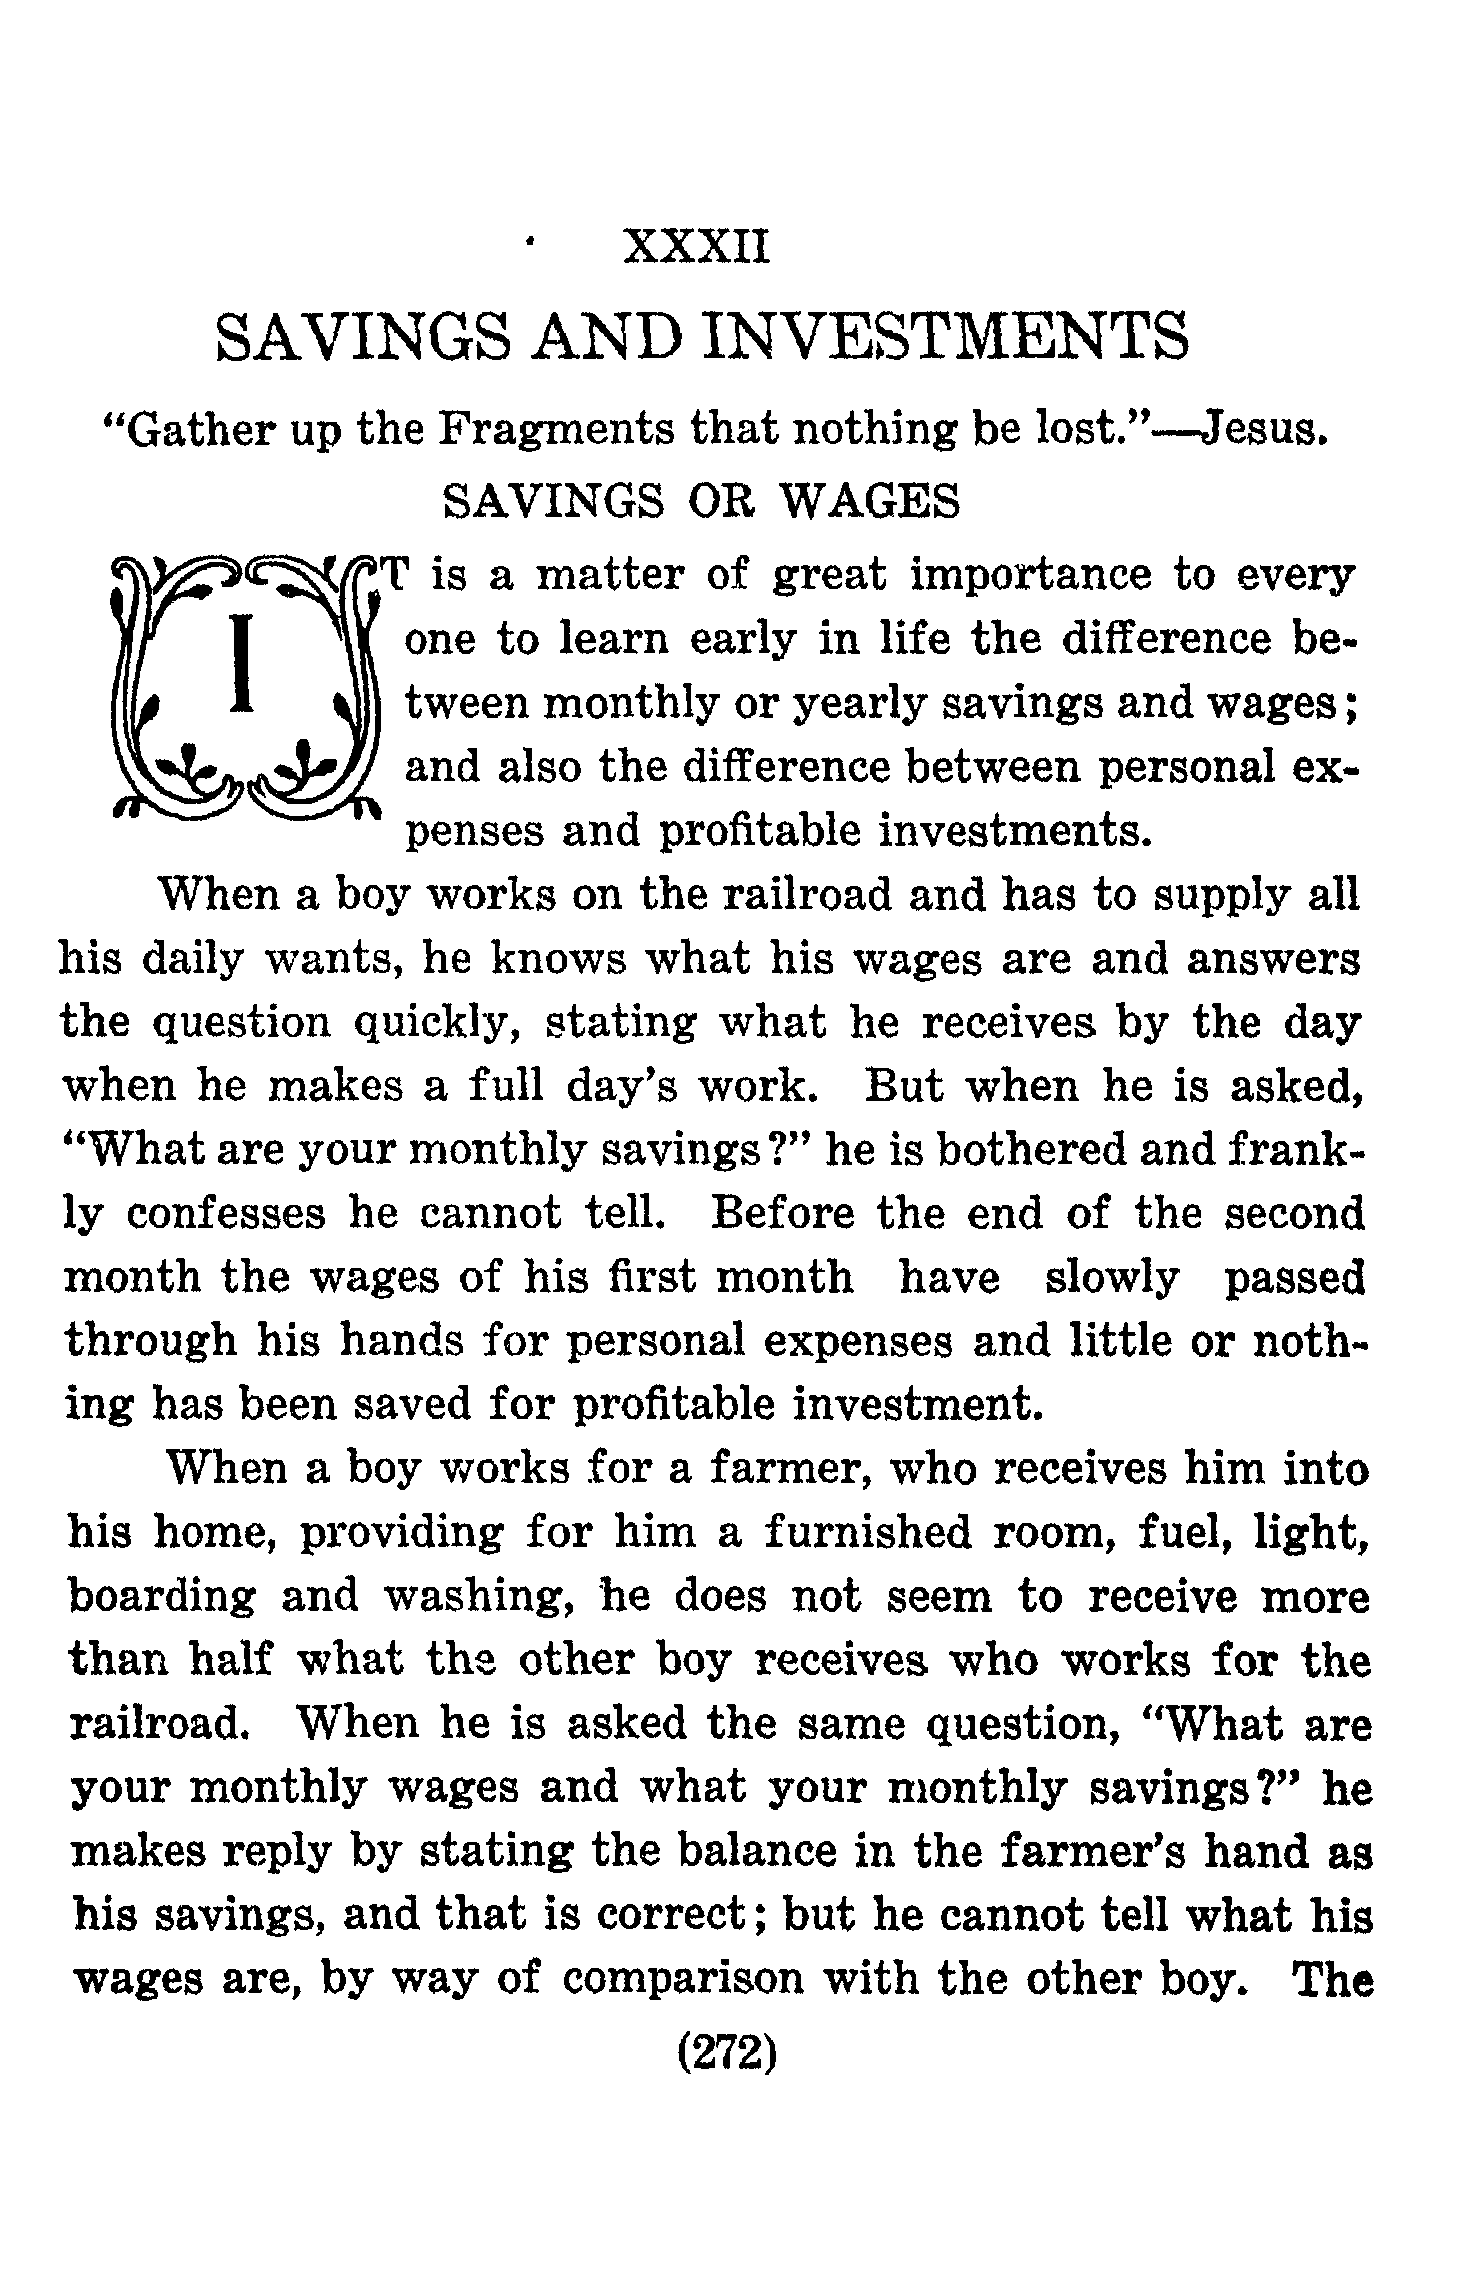 XXXII
SAVINGS AND INVESTMENTS
“Gather up the Fragments that nothing be lost.”—Jesus.
SAVINGS OR WAGES
IT is a matter of great importance to every
one to learn early in life the difference be-
tween monthly or yearly savings and wages;
and also the difference between personal ex-
penses and profitable investments.
When a boy works on the railroad and has to supply all
his daily wants, he knows what his wages are and answers
the question quickly, stating what he receives by the day
when he makes a full day’s work. But when he is asked,
“What are your monthly savings?” he is bothered and frank-
ly confesses he cannot tell. Before the end of the second
month the wages of his first month have slowly passed
through his hands for personal expenses and little or noth-
ing has been saved for profitable investment.
When a boy works for a farmer, who receives him into
his home, providing for him a furnished room, fuel, light,
boarding and washing, he does not seem to receive more
than half what the other boy receives who works for the
railroad. When he is asked the same question, “What are
your monthly wages and what your monthly savings?” he
makes reply by stating the balance in the farmer’s hand as
his savings, and that is correct; but he cannot tell what his
wages are, by way of comparison with the other boy. The
(272)